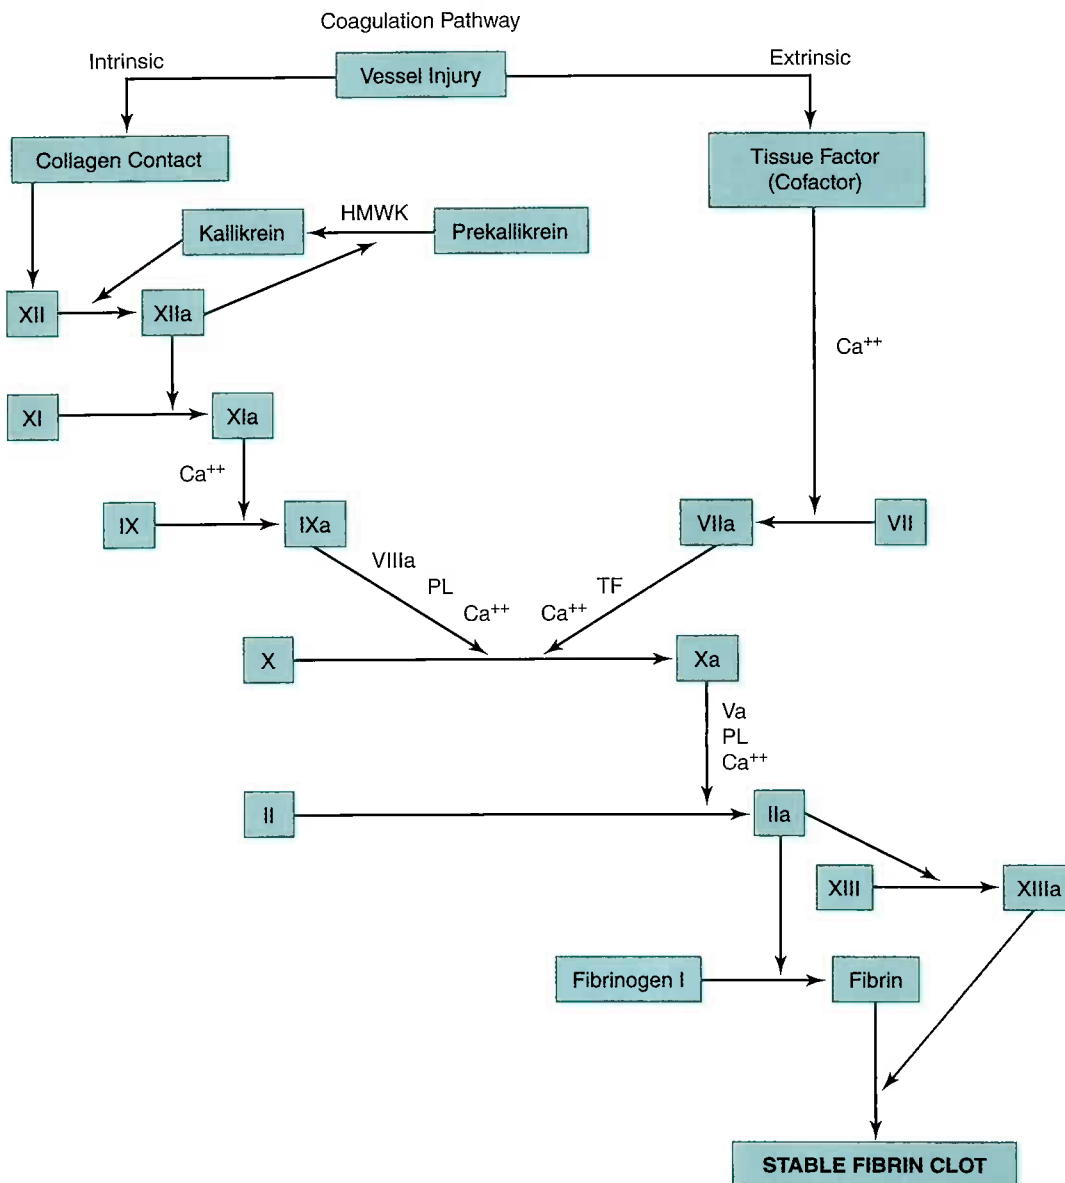 Coagulation Pathway
Intrinsic
Extrinsic
Vessel Injury
Collagen Contact
Tissue Factor
(Cofactor)
HMWK
Kallikrein
Prekallikrein
XII
XIIa
Ca++
XI
XIa
Ca++
IX
IXa
VIIa
VII
VIIIa
PL
Ca++
Ca++
TF
X
Xa
Va
PL
Ca++
II
IIa
XIII
XIIIa
Fibrinogen I
Fibrin
STABLE FIBRIN CLOT